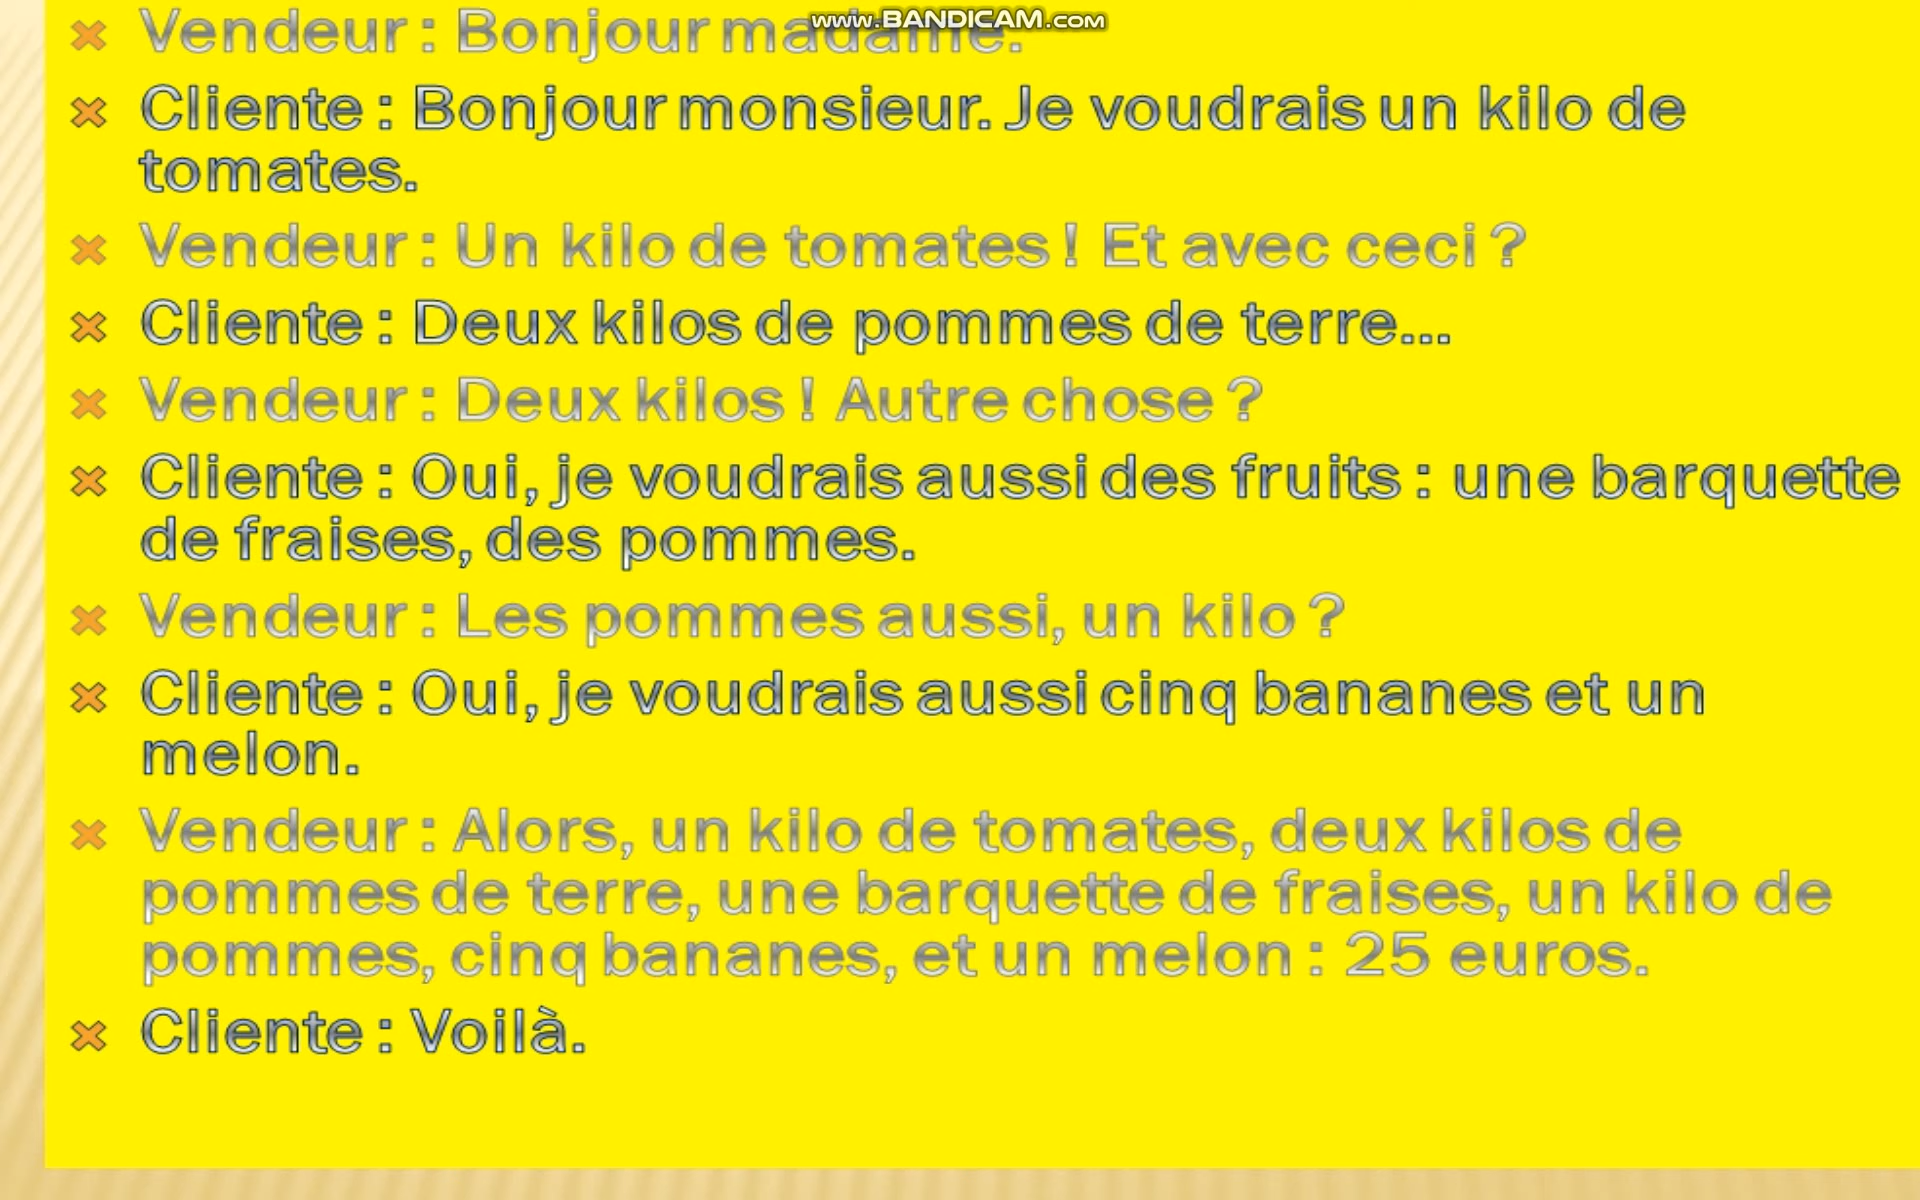 www.BANDICAM.com
Vendeur : Bonjour madame.
Cliente : Bonjour monsieur. Je voudrais un kilo de
tomates.
Vendeur : Un kilo de tomates ! Et avec ceci ?
Cliente : Deux kilos de pommes de terre...
Vendeur : Deux kilos ! Autre chose ?
Cliente : Oui, je voudrais aussi des fruits : une barquette
de fraises, des pommes.
Vendeur : Les pommes aussi, un kilo ?
Cliente : Oui, je voudrais aussi cinq bananes et un
melon.
Vendeur : Alors, un kilo de tomates, deux kilos de
pommes de terre, une barquette de fraises, un kilo de
pommes, cinq bananes, et un melon : 25 euros.
Cliente : Voilà.